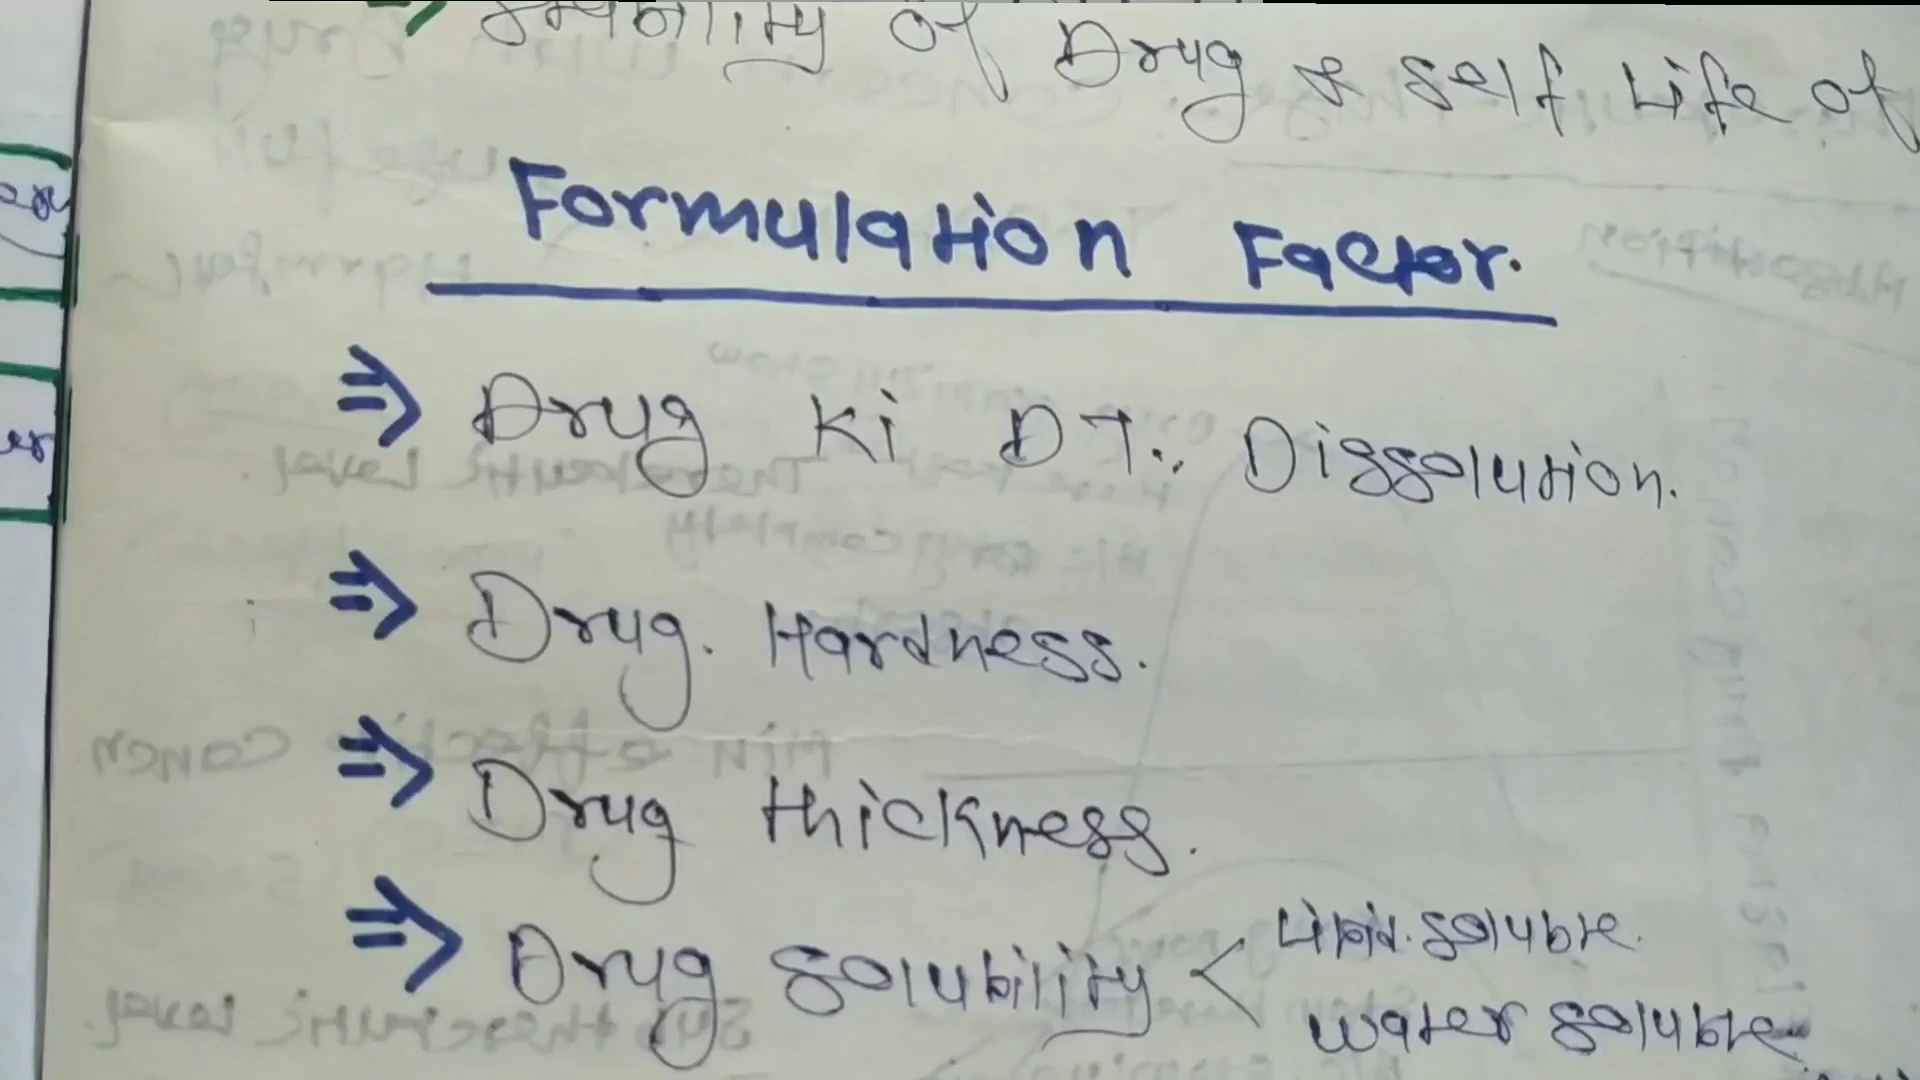 ⇒ Stability of Drug & self Life of
Formulation Factor.
⇒ Drug Ki DT., Dissolution.
⇒ Drug. Hardness.
⇒ Drug thickness.
⇒ Drug solubility < Lipid. soluble.
water soluble